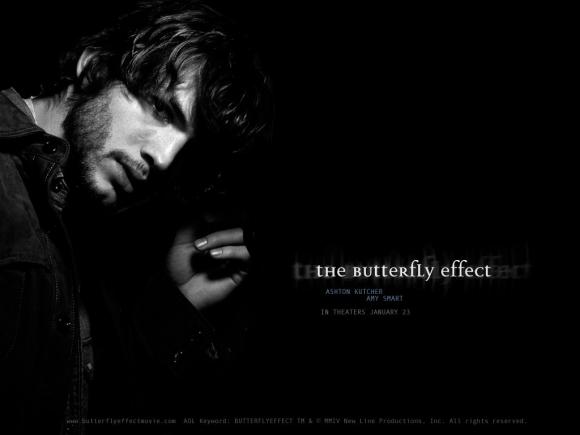 the butterfly effect
ASHTON KUTCHER
AMY SMART
IN THEATERS JANUARY 23
www.butterflyeffectmovie.com AOL Keyword: BUTTERFLYEFFECT TM & © MMIV New Line Productions, Inc. All rights reserved.